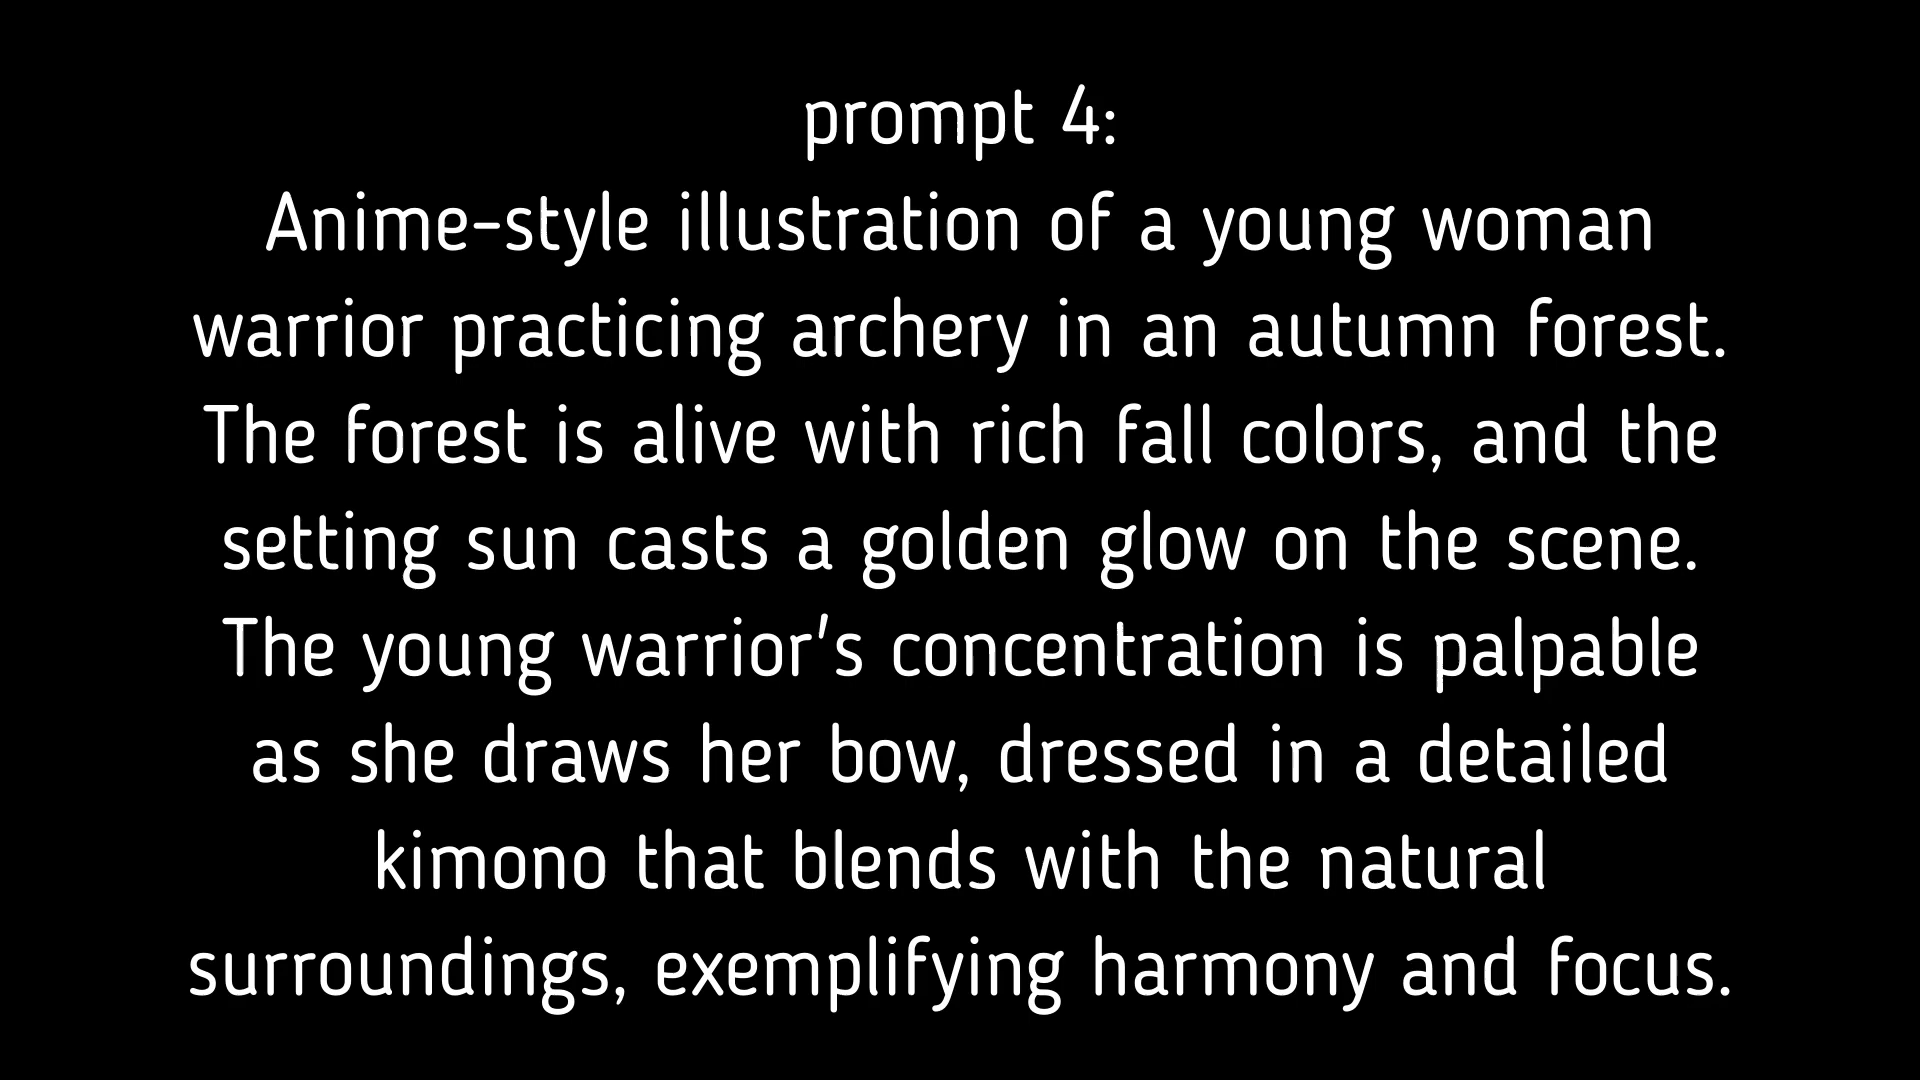 prompt 4:
Anime-style illustration of a young woman
warrior practicing archery in an autumn forest.
The forest is alive with rich fall colors, and the
setting sun casts a golden glow on the scene.
The young warrior's concentration is palpable
as she draws her bow, dressed in a detailed
kimono that blends with the natural
surroundings, exemplifying harmony and focus.